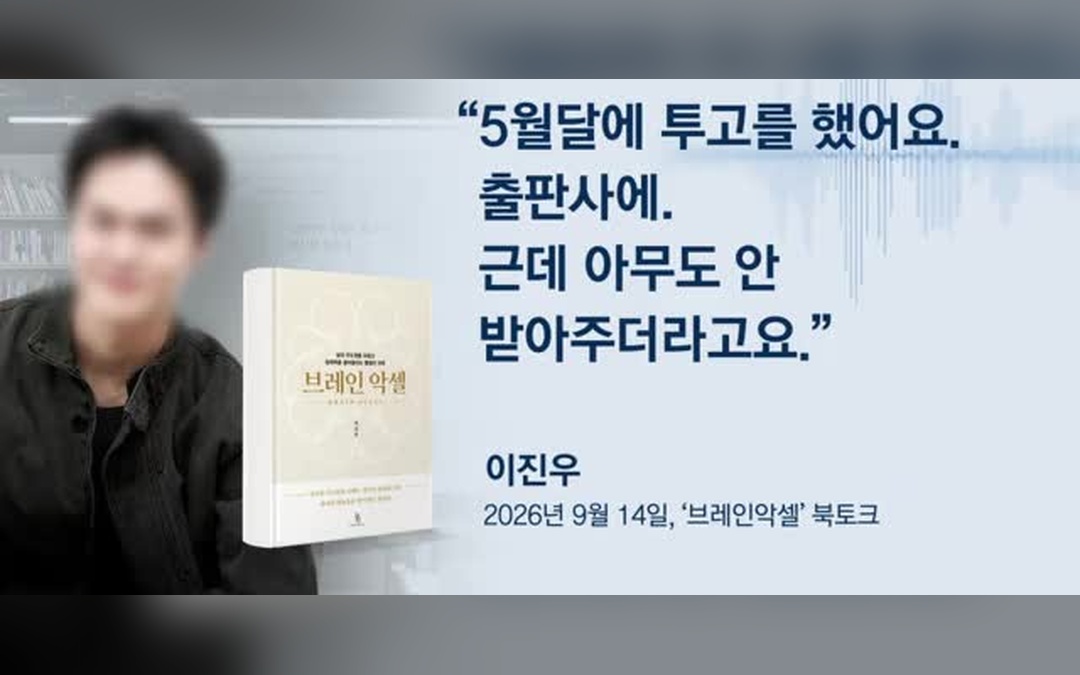 “5월달에 투고를 했어요.
출판사에.
근데 아무도 안
받아주더라고요.”
브레인 악셀
이진우
2026년 9월 14일, ‘브레인악셀’ 북토크